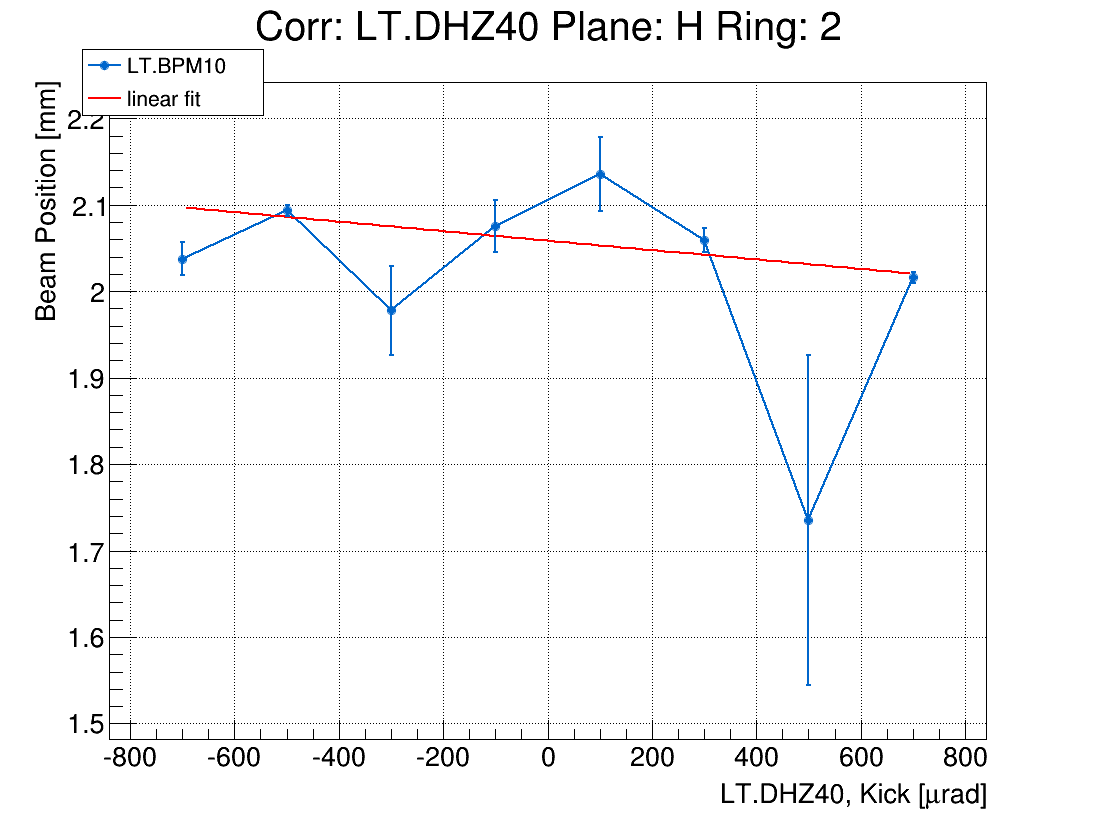 Corr: LT.DHZ40 Plane: H Ring: 2
LT.BPM10
linear fit
Beam Position [mm]
2.2
2.1
2
1.9
1.8
1.7
1.6
1.5
-800 -600 -400 -200 0 200 400 600 800
LT.DHZ40, Kick [μrad]